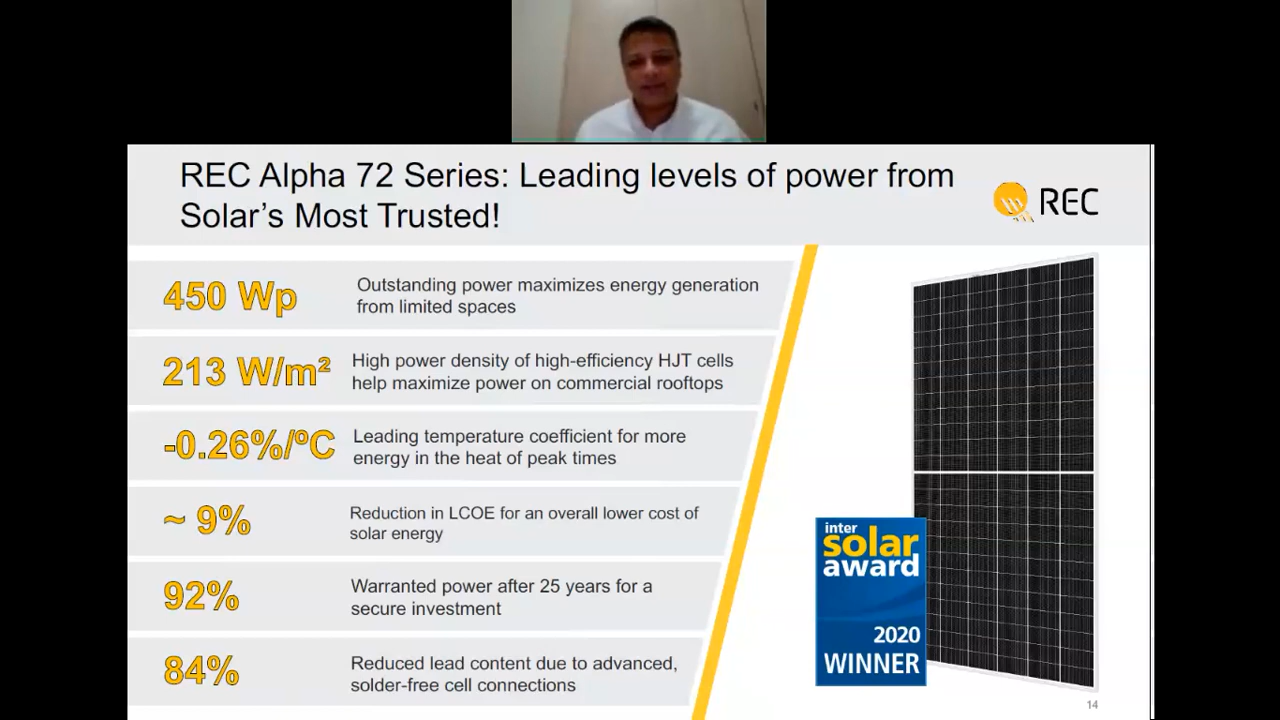 REC Alpha 72 Series: Leading levels of power from
Solar's Most Trusted!
REC
450 Wp
Outstanding power maximizes energy generation
from limited spaces
213 W/m²
High power density of high-efficiency HJT cells
help maximize power on commercial rooftops
-0.26%/ºC
Leading temperature coefficient for more
energy in the heat of peak times
~ 9%
Reduction in LCOE for an overall lower cost of
solar energy
92%
Warranted power after 25 years for a
secure investment
84%
Reduced lead content due to advanced,
solder-free cell connections
inter
solar
award
2020
WINNER
14